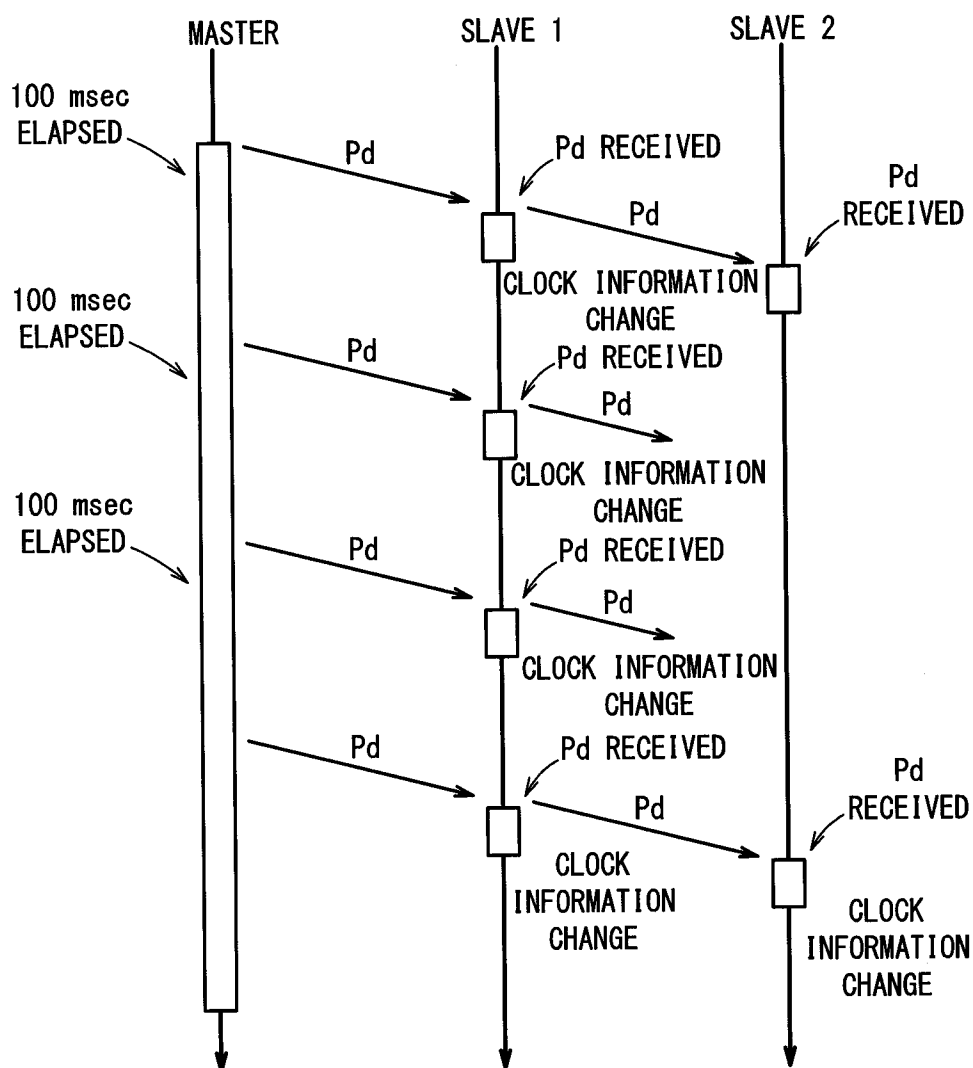 MASTER
SLAVE 1
SLAVE 2
100 msec
ELAPSED
Pd
Pd RECEIVED
Pd
Pd
RECEIVED
CLOCK INFORMATION
CHANGE
100 msec
ELAPSED
Pd
Pd RECEIVED
Pd
CLOCK INFORMATION
CHANGE
100 msec
ELAPSED
Pd
Pd RECEIVED
Pd
CLOCK INFORMATION
CHANGE
Pd
Pd RECEIVED
Pd
Pd
RECEIVED
CLOCK
INFORMATION
CHANGE
CLOCK
INFORMATION
CHANGE